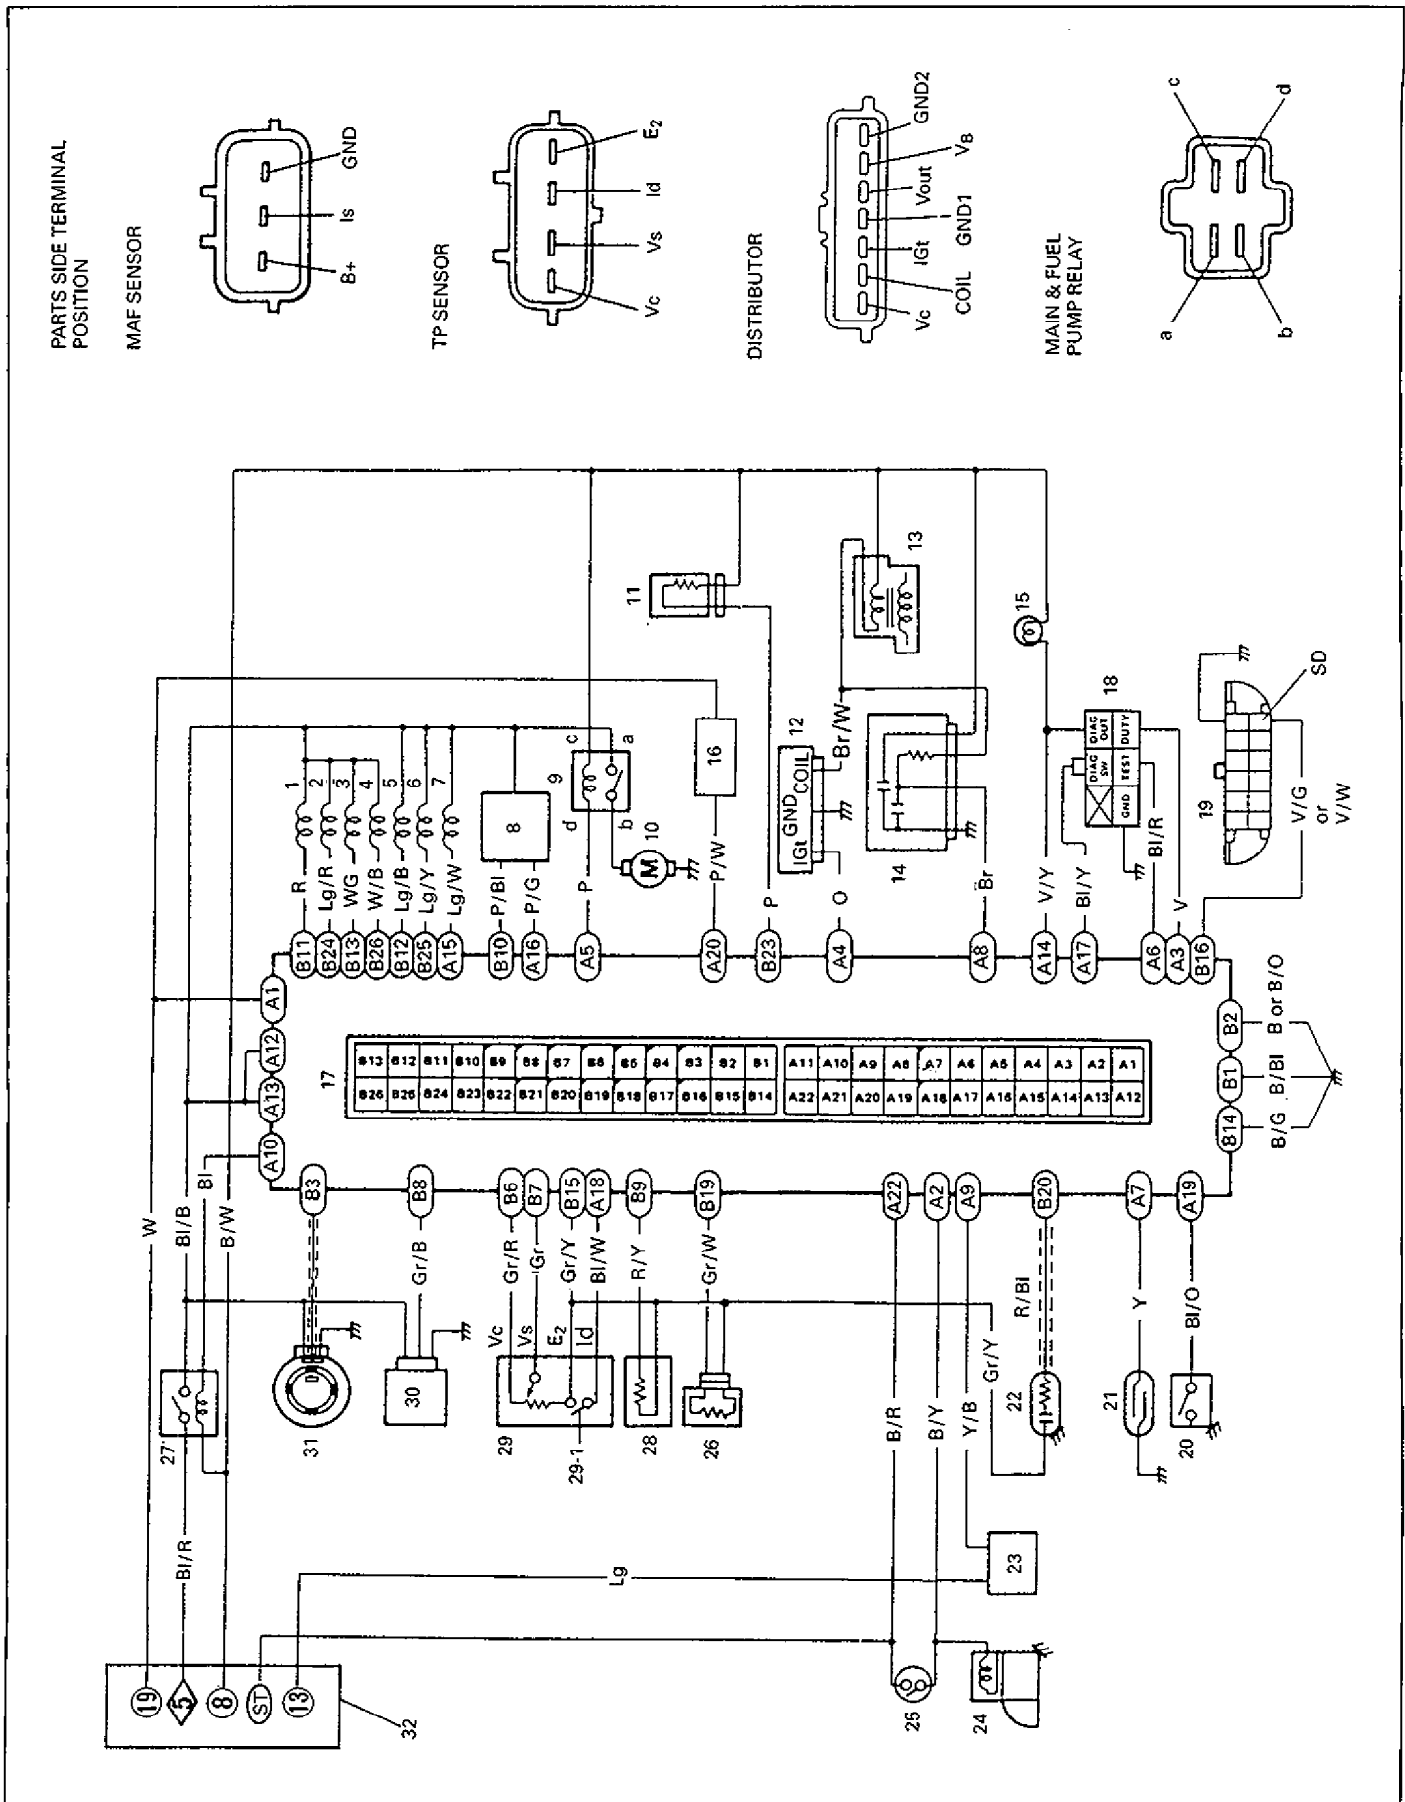 PARTS SIDE TERMINAL
POSITION
MAF SENSOR
B+
Is
GND
TP SENSOR
Vc
Vs
Id
E2
DISTRIBUTOR
Vc
COIL
IGt
GND1
Vout
VB
GND2
MAIN & FUEL
PUMP RELAY
a
b
c
d
1
2
3
4
5
6
7
8
9
c
a
d
b
10
M
11
12
IGt
GND
COIL
Br/W
13
14
15
16
18
DIAG SW
DIAG OUT
GND
TEST
DUTY
19
SD
V/G
or
V/W
R
Lg/R
WG
W/B
Lg/B
Lg/Y
Lg/W
P/Bl
P/G
P
P/W
P
O
Br
V/Y
Bl/Y
Bl/R
V
B11
B24
B13
B26
B12
B25
A15
B10
A16
A5
A20
B23
A4
A8
A14
A17
A6
A3
B16
A1
A12
A13
A10
17
B13 B12 B11 B10 B9 B8 B7 B6 B5 B4 B3 B2 B1 A11 A10 A9 A8 A7 A6 A5 A4 A3 A2 A1
B26 B25 B24 B23 B22 B21 B20 B19 B18 B17 B16 B15 B14 A22 A21 A20 A19 A18 A17 A16 A15 A14 A13 A12
B14
B1
B2
B/G
B/Bl
B or B/O
B3
B8
B6
B7
B15
A18
B9
B19
A22
A2
A9
B20
A7
A19
W
Bl/B
Bl
B/W
Gr/B
Gr/R
Gr
Gr/Y
Bl/W
R/Y
Gr/W
B/R
B/Y
Y/B
Gr/Y
R/Bl
Y
Bl/O
Vc
Vs
E2
Id
27
31
30
29
29-1
28
26
22
21
20
Bl/R
Lg
23
19
5
8
ST
13
32
25
24